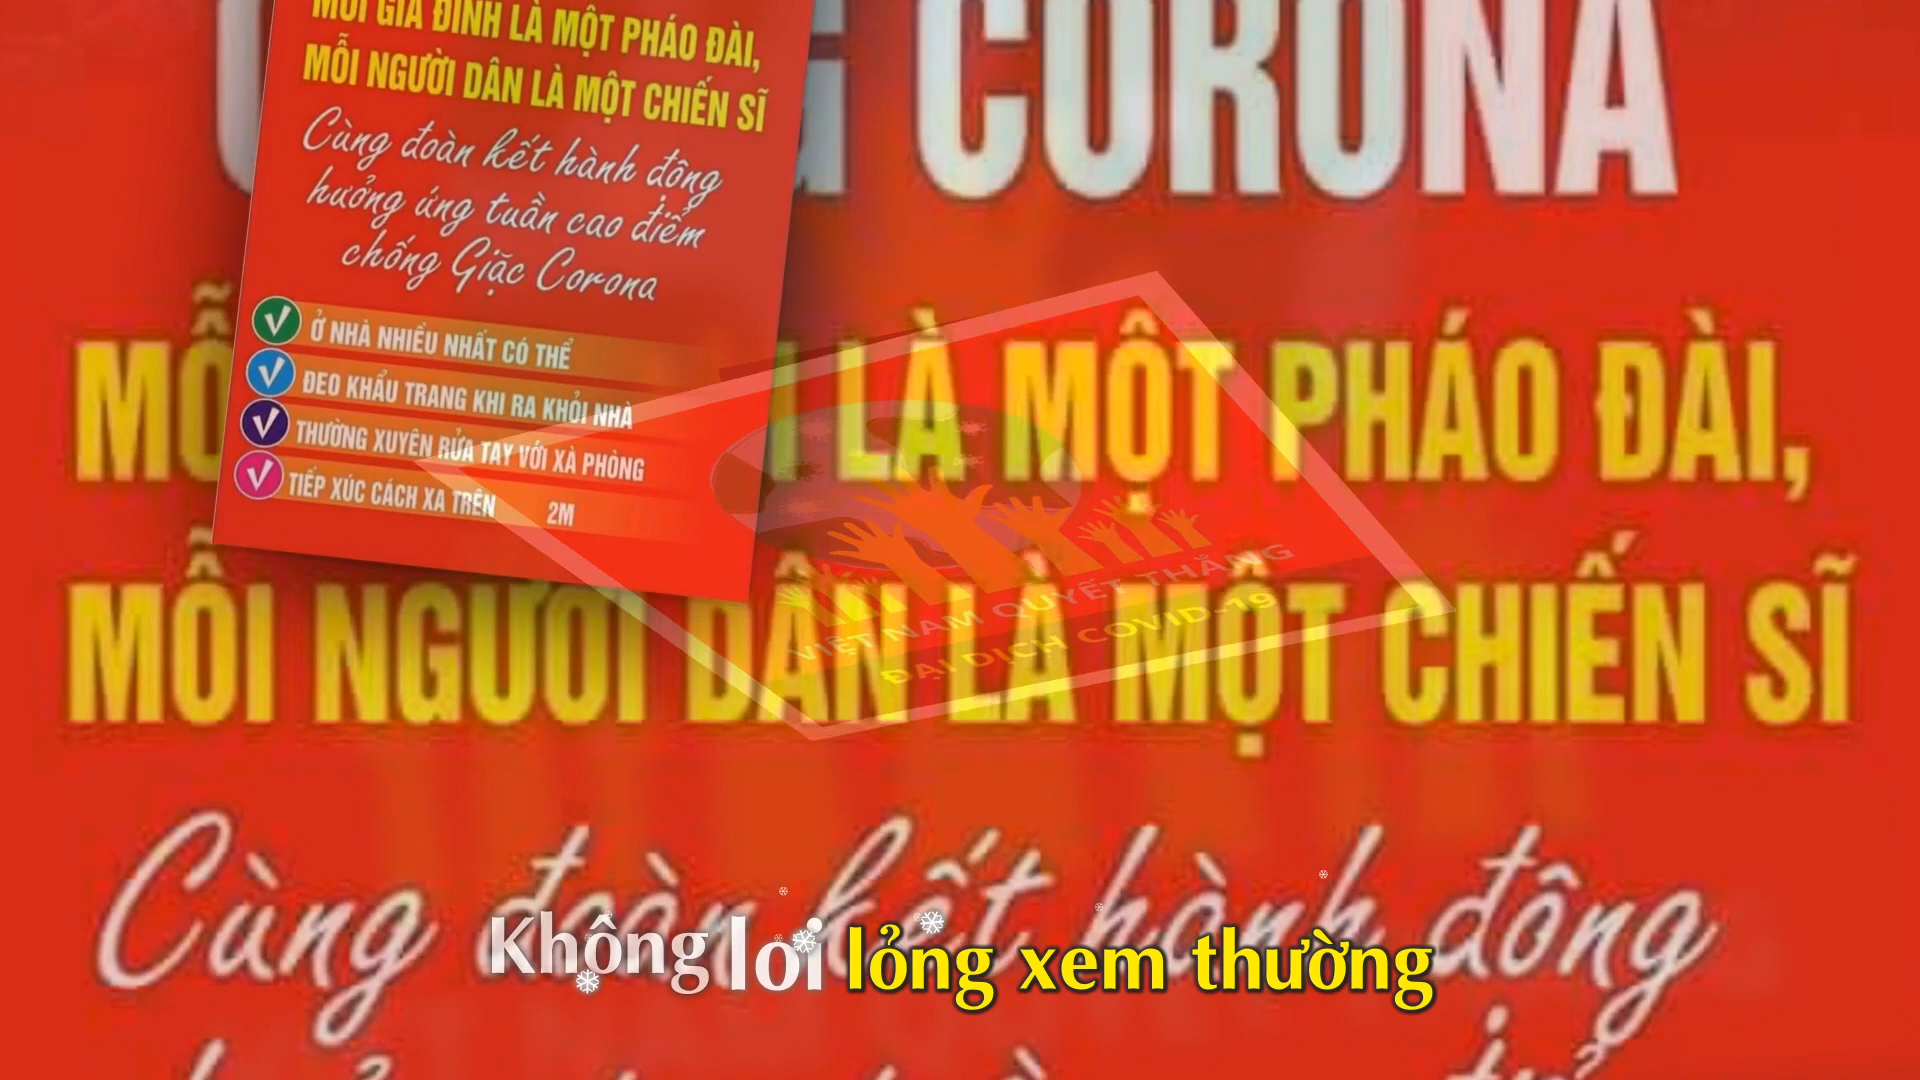 MỖI GIA ĐÌNH LÀ MỘT PHÁO ĐÀI,
MỖI NGƯỜI DÂN LÀ MỘT CHIẾN SĨ
Cùng đoàn kết hành động
hưởng ứng tuần cao điểm
chống Giặc Corona
Ở NHÀ NHIỀU NHẤT CÓ THỂ
ĐEO KHẨU TRANG KHI RA KHỎI NHÀ
THƯỜNG XUYÊN RỬA TAY VỚI XÀ PHÒNG
TIẾP XÚC CÁCH XA TRÊN 2M
CORONA
LÀ MỘT PHÁO ĐÀI,
MỖI NGƯỜI DÂN LÀ MỘT CHIẾN SĨ
VIỆT NAM QUYẾT THẮNG
ĐẠI DỊCH COVID-19
Cùng đoàn kết hành động
Không loi lỏng xem thường